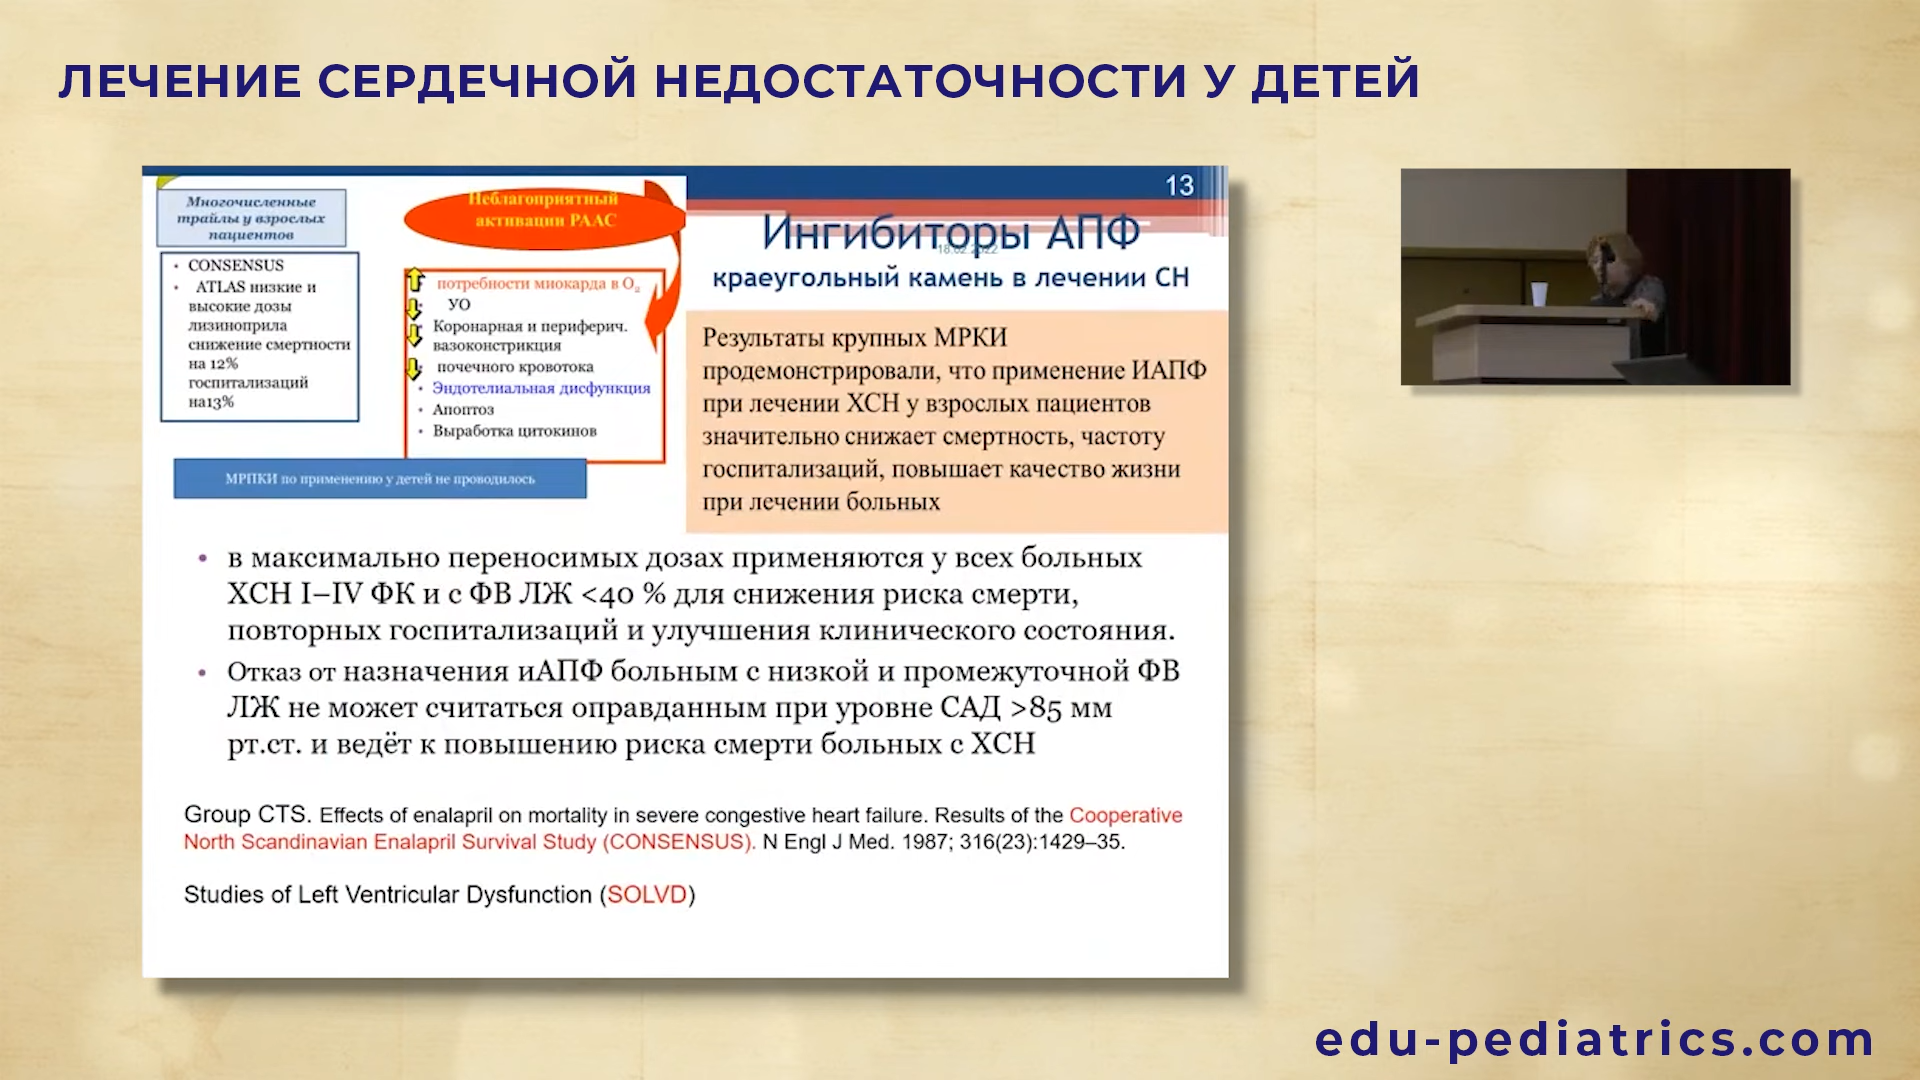 ЛЕЧЕНИЕ СЕРДЕЧНОЙ НЕДОСТАТОЧНОСТИ У ДЕТЕЙ
13
Многочисленные
трайлы у взрослых
пациентов
• CONSENSUS
• ATLAS низкие и
высокие дозы
лизиноприла
снижение смертности
на 12%
госпитализаций
на13%
Неблагоприятный
активации РААС
потребности миокарда в O₂
УО
Коронарная и периферич.
вазоконстрикция
почечного кровотока
• Эндотелиальная дисфункция
• Апоптоз
• Выработка цитокинов
МРПКИ по применению у детей не проводилось
Ингибиторы АПФ
18.02.2022
краеугольный камень в лечении СН
Результаты крупных МРКИ
продемонстрировали, что применение ИАПФ
при лечении ХСН у взрослых пациентов
значительно снижает смертность, частоту
госпитализаций, повышает качество жизни
при лечении больных
• в максимально переносимых дозах применяются у всех больных
ХСН I–IV ФК и с ФВ ЛЖ <40 % для снижения риска смерти,
повторных госпитализаций и улучшения клинического состояния.
• Отказ от назначения иАПФ больным с низкой и промежуточной ФВ
ЛЖ не может считаться оправданным при уровне САД >85 мм
рт.ст. и ведёт к повышению риска смерти больных с ХСН
Group CTS. Effects of enalapril on mortality in severe congestive heart failure. Results of the Cooperative
North Scandinavian Enalapril Survival Study (CONSENSUS). N Engl J Med. 1987; 316(23):1429–35.
Studies of Left Ventricular Dysfunction (SOLVD)
edu-pediatrics.com